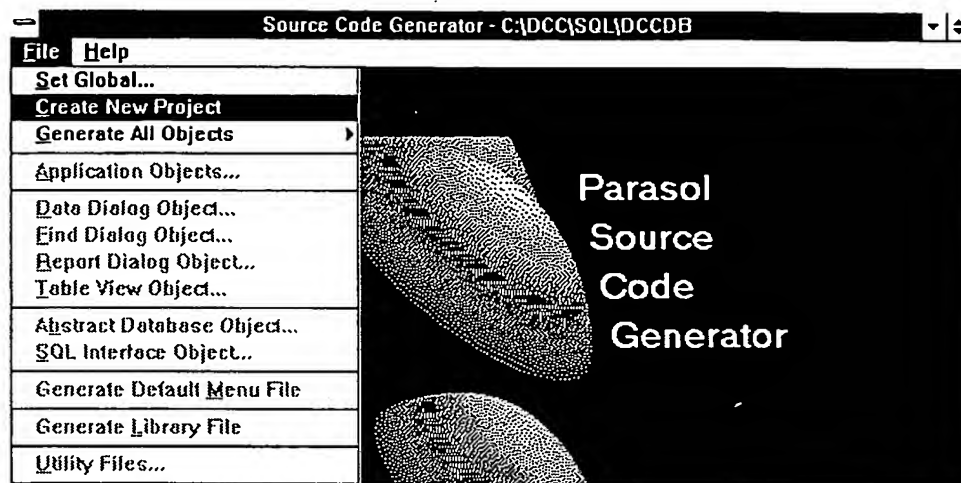 Source Code Generator - C:\DCC\SQL\DCCDB
File Help
Set Global...
Create New Project
Generate All Objects
Application Objects...
Data Dialog Object...
Find Dialog Object...
Report Dialog Object...
Table View Object...
Abstract Database Object...
SQL Interface Object...
Generate Default Menu File
Generate Library File
Utility Files...
Parasol
Source
Code
Generator